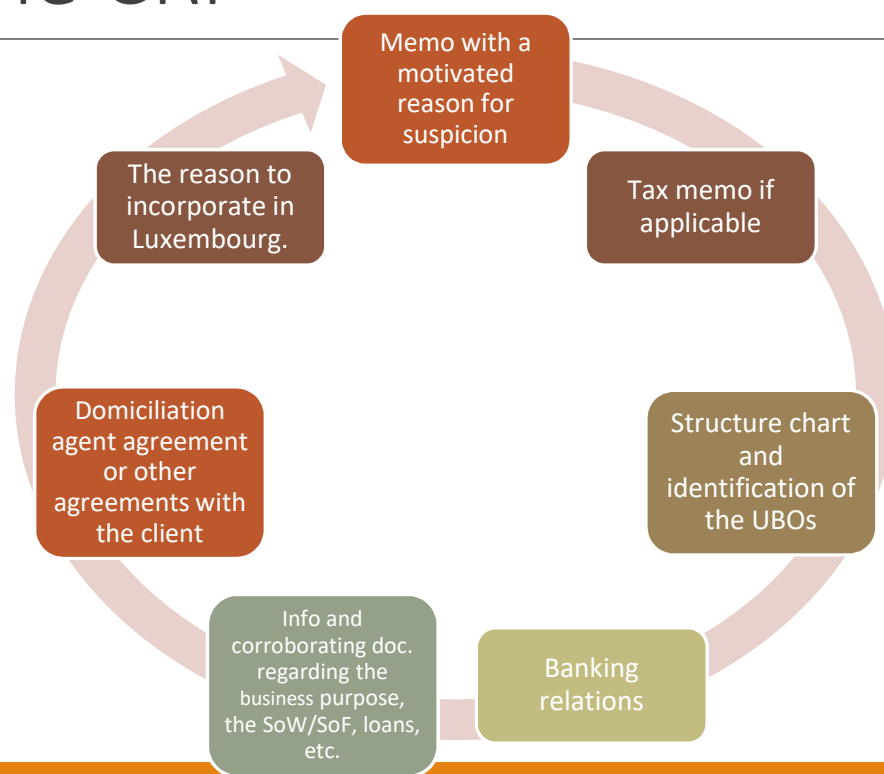 Memo with a
motivated
reason for
suspicion
Tax memo if
applicable
Structure chart
and
identification of
the UBOs
Banking
relations
Info and
corroborating doc.
regarding the
business purpose,
the SoW/SoF, loans,
etc.
Domiciliation
agent agreement
or other
agreements with
the client
The reason to
incorporate in
Luxembourg.